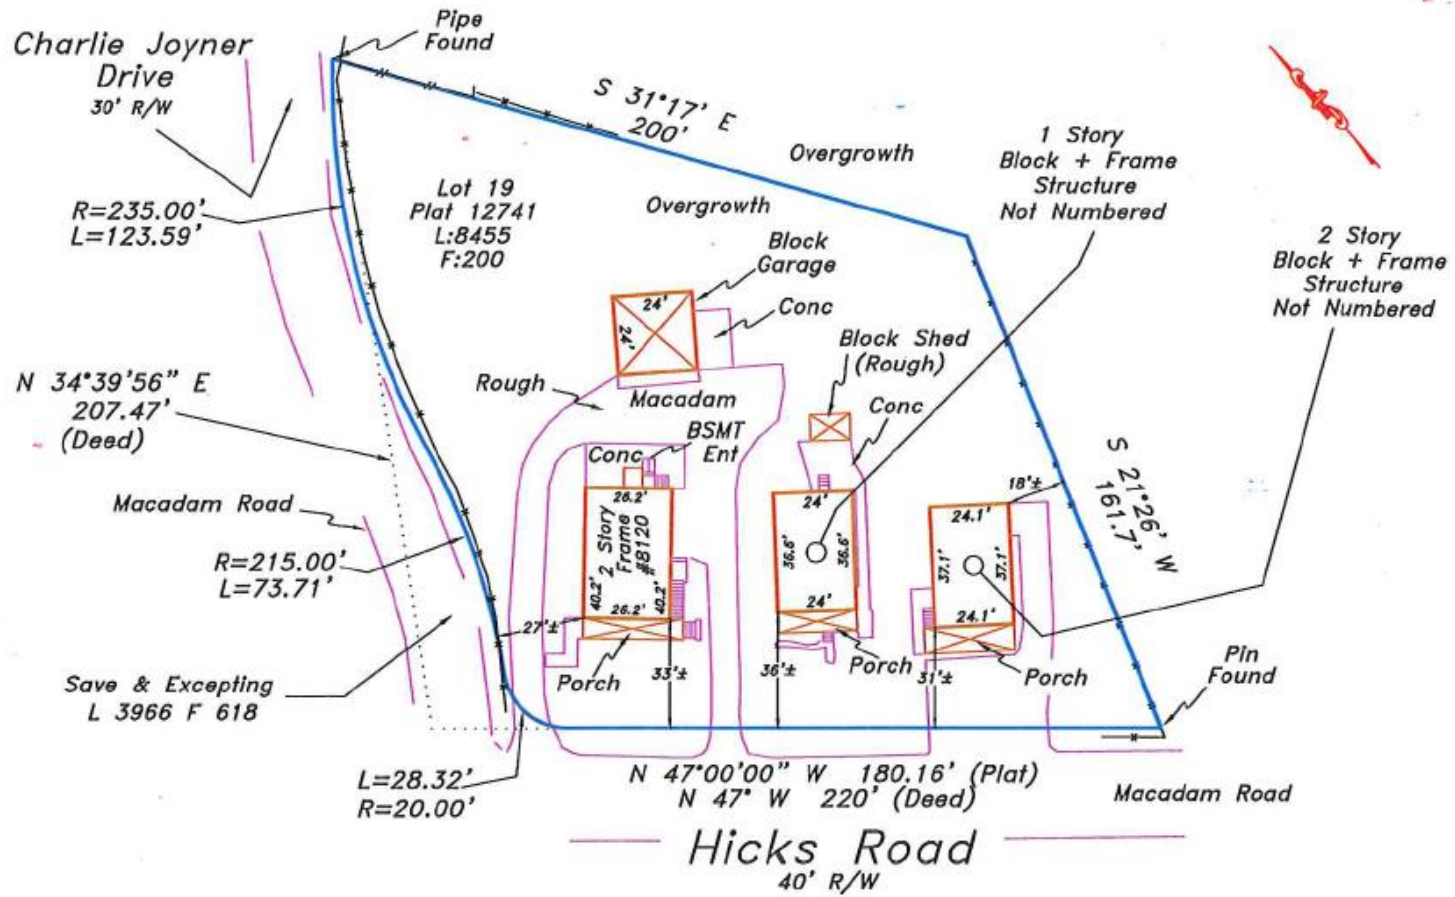 Charlie Joyner
Drive
30' R/W
Pipe
Found
S 31°17' E
200'
Overgrowth
Overgrowth
1 Story
Block + Frame
Structure
Not Numbered
2 Story
Block + Frame
Structure
Not Numbered
R=235.00'
L=123.59'
Lot 19
Plat 12741
L:8455
F:200
Block
Garage
24'
24'
Conc
Block Shed
(Rough)
N 34°39'56" E
207.47'
(Deed)
Rough
Macadam
Conc
BSMT
Ent
Conc
Macadam Road
26.2'
2 Story
Frame
#8120
40.2'
40.2'
26.2'
24'
36.6'
36.6'
24'
18'±
24.1'
37.1'
37.1'
24.1'
S 21°26' W
161.7'
R=215.00'
L=73.71'
27'±
Porch
33'±
36'±
Porch
31'±
Porch
Pin
Found
Save & Excepting
L 3966 F 618
L=28.32'
R=20.00'
N 47°00'00" W 180.16' (Plat)
N 47° W 220' (Deed)
Macadam Road
Hicks Road
40' R/W